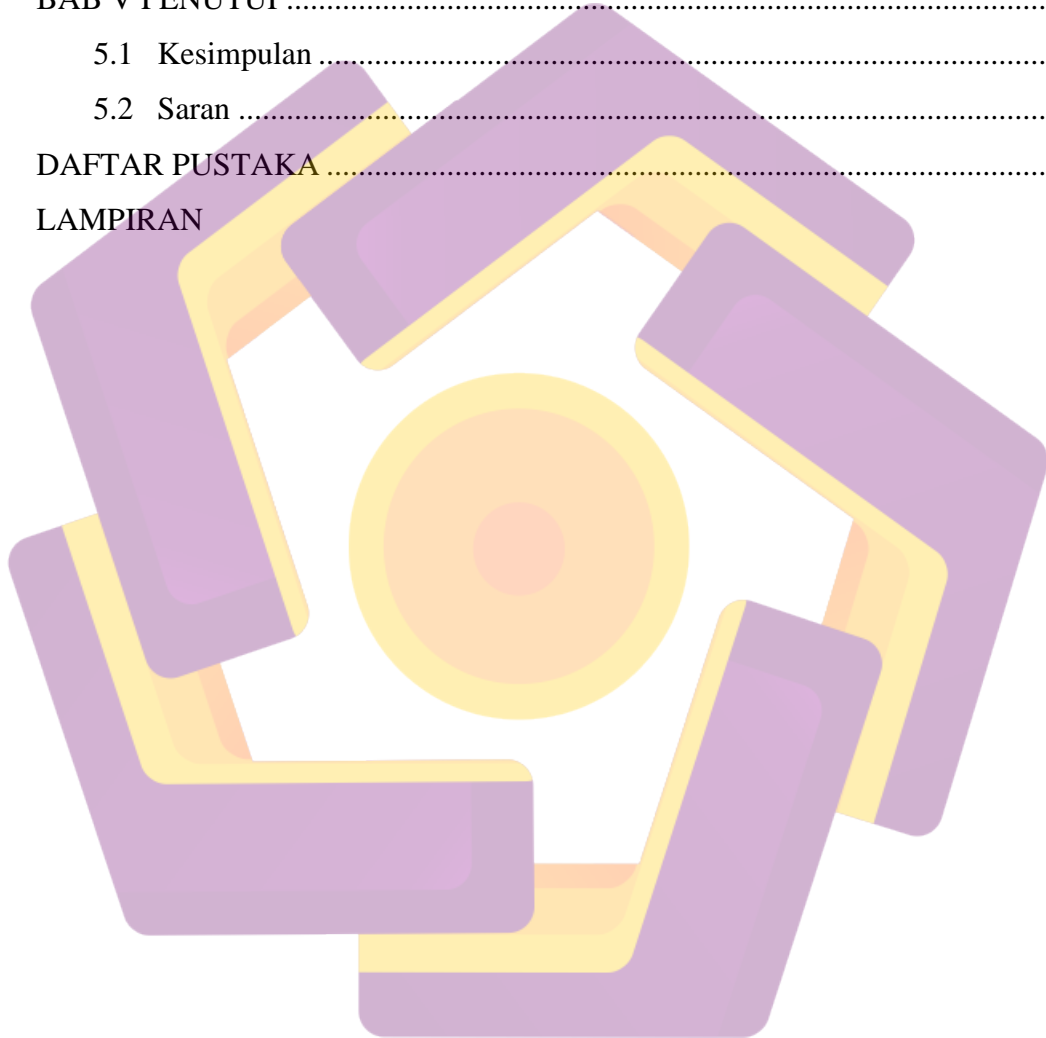 BAB V PENUTUP ........................................................................
5.1 Kesimpulan ........................................................................
5.2 Saran ........................................................................
DAFTAR PUSTAKA ........................................................................
LAMPIRAN